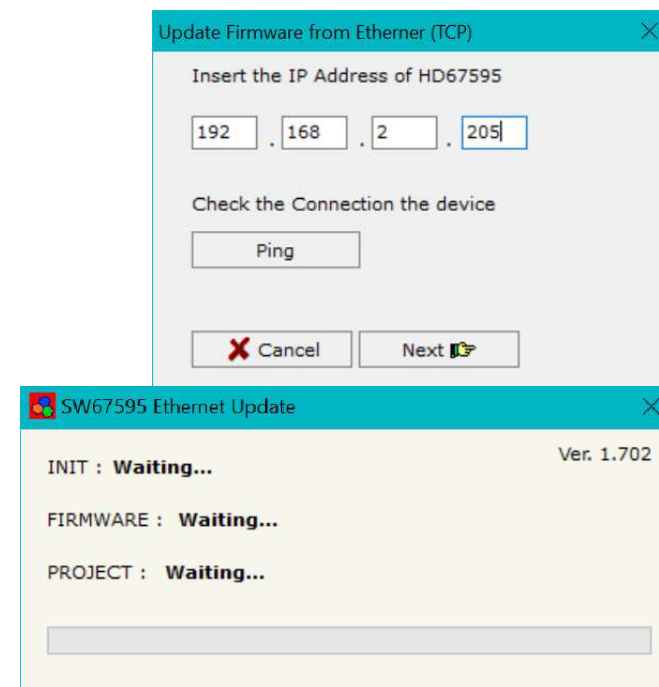 Update Firmware from Etherner (TCP)
Insert the IP Address of HD67595
192 . 168 . 2 . 205
Check the Connection the device
Ping
Cancel Next
SW67595 Ethernet Update
Ver. 1.702
INIT : Waiting...
FIRMWARE : Waiting...
PROJECT : Waiting...